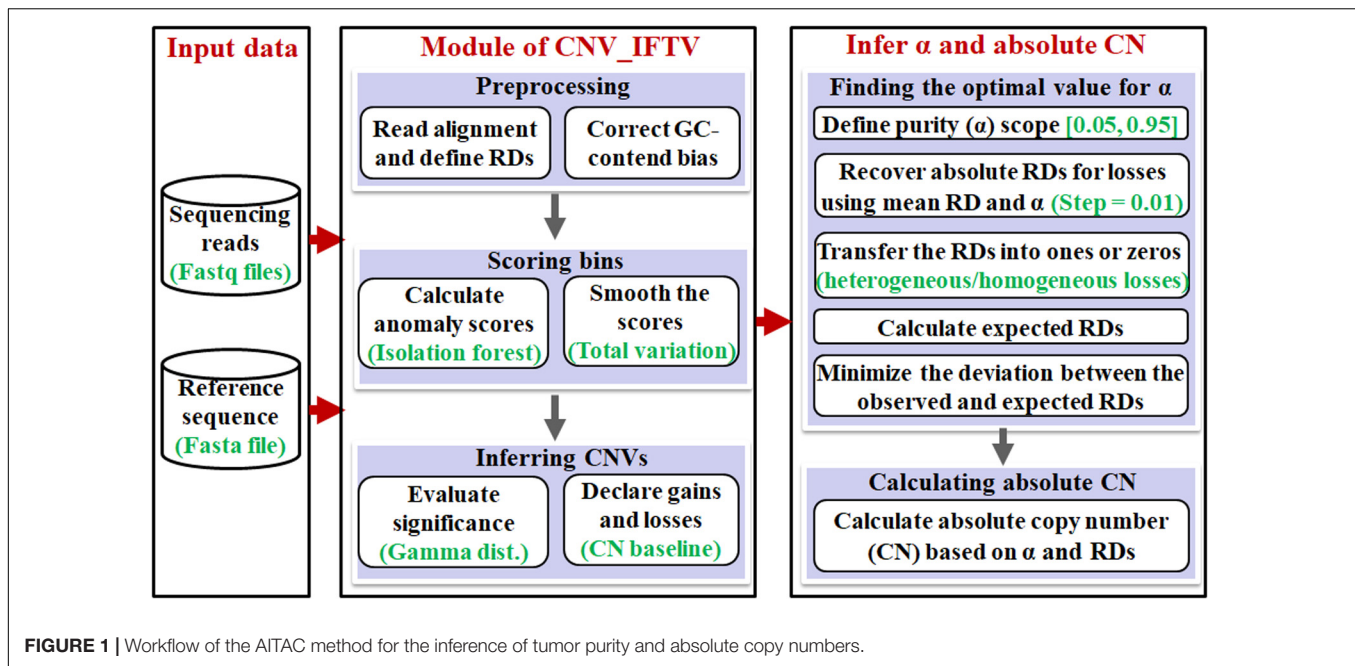 Input data
Sequencing
reads
(Fastq files)
Reference
sequence
(Fasta file)
Module of CNV_IFTV
Preprocessing
Read alignment
and define RDs
Correct GC-
contend bias
Scoring bins
Calculate
anomaly scores
(Isolation forest)
Smooth the
scores
(Total variation)
Inferring CNVs
Evaluate
significance
(Gamma dist.)
Declare gains
and losses
(CN baseline)
Infer α and absolute CN
Finding the optimal value for α
Define purity (α) scope [0.05, 0.95]
Recover absolute RDs for losses
using mean RD and α (Step = 0.01)
Transfer the RDs into ones or zeros
(heterogeneous/homogeneous losses)
Calculate expected RDs
Minimize the deviation between the
observed and expected RDs
Calculating absolute CN
Calculate absolute copy number
(CN) based on α and RDs
FIGURE 1 | Workflow of the AITAC method for the inference of tumor purity and absolute copy numbers.